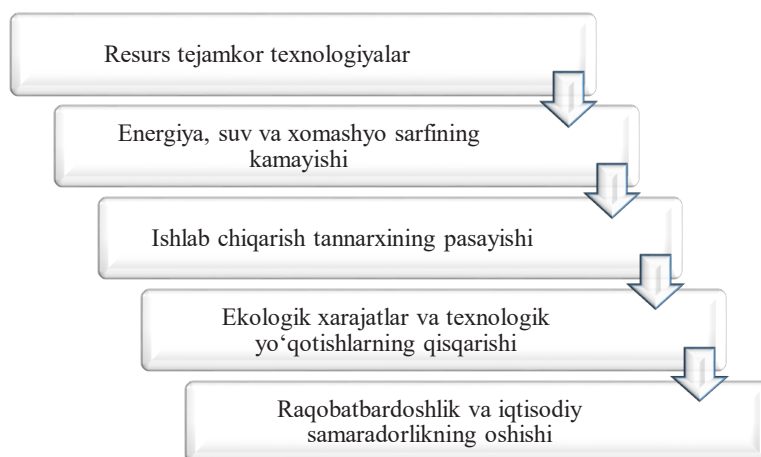 Resurs tejamkor texnologiyalar
Energiya, suv va xomashyo sarfining
kamayishi
Ishlab chiqarish tannarxining pasayishi
Ekologik xarajatlar va texnologik
yo‘qotishlarning qisqarishi
Raqobatbardoshlik va iqtisodiy
samaradorlikning oshishi